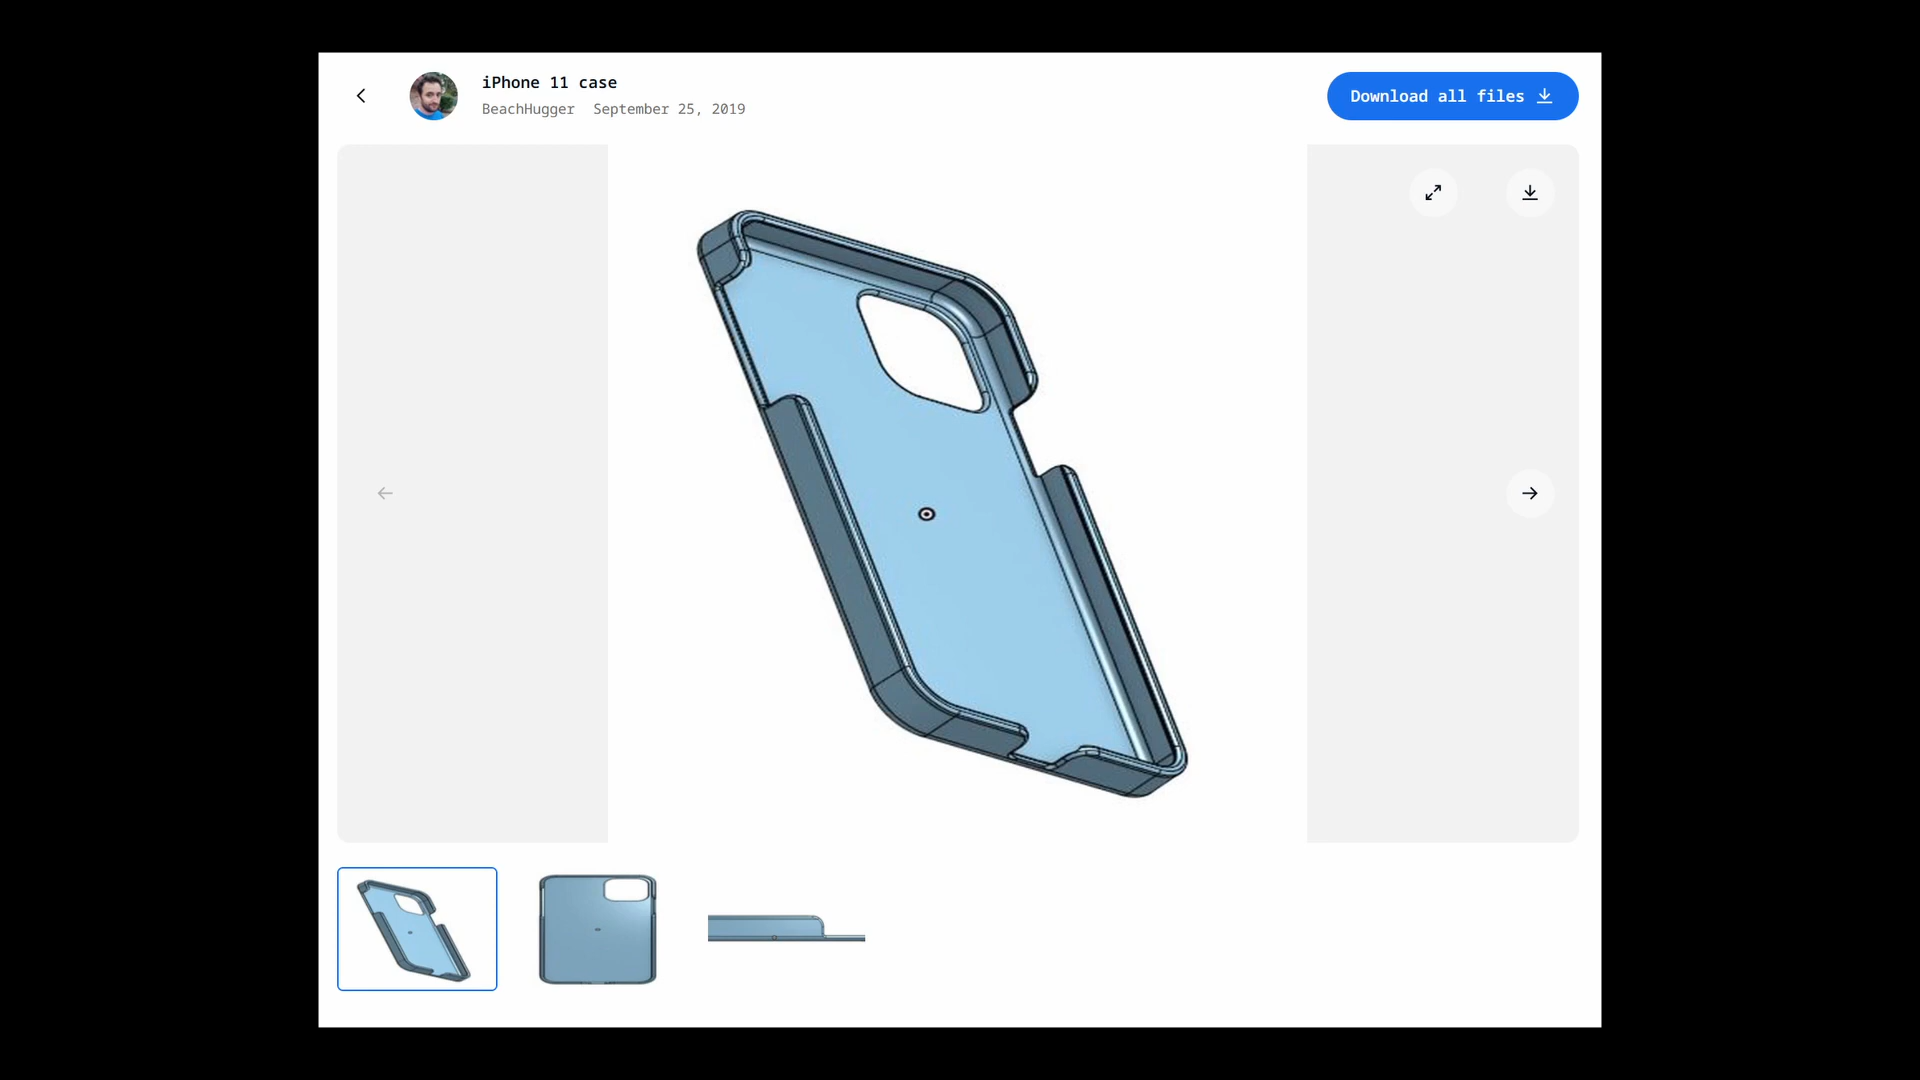 iPhone 11 case
BeachHugger September 25, 2019
Download all files